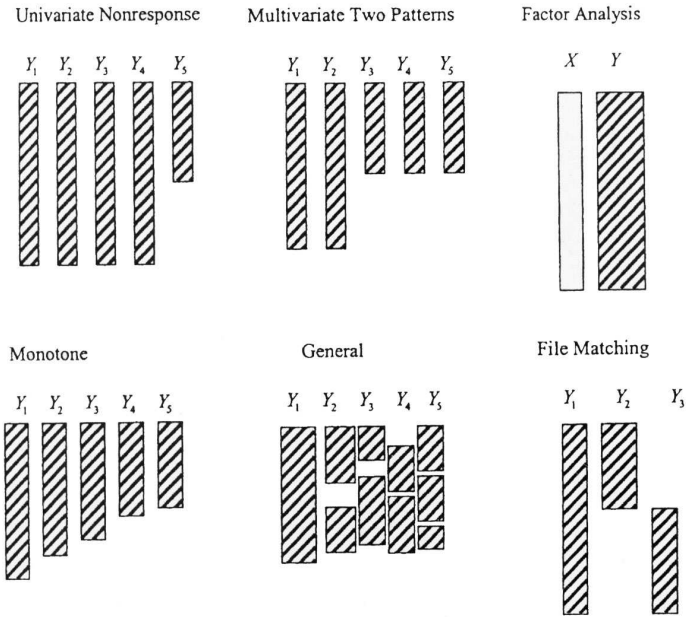 Univariate Nonresponse
Multivariate Two Patterns
Factor Analysis
Y₁ Y₂ Y₃ Y₄ Y₅
Y₁ Y₂ Y₃ Y₄ Y₅
X Y
Monotone
General
File Matching
Y₁ Y₂ Y₃ Y₄ Y₅
Y₁ Y₂ Y₃ Y₄ Y₅
Y₁ Y₂ Y₃